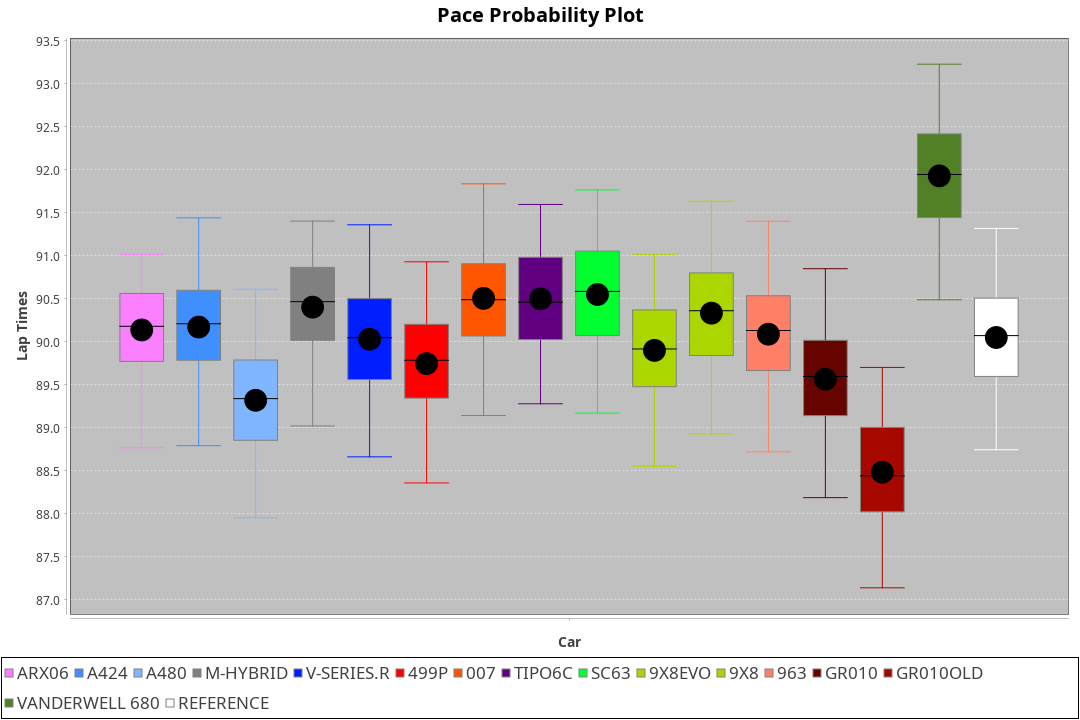 Pace Probability Plot
93.5
93.0
92.5
92.0
91.5
91.0
90.5
90.0
89.5
89.0
88.5
88.0
87.5
87.0
Lap Times
Car
ARX06 A424 A480 M-HYBRID V-SERIES.R 499P 007 TIPO6C SC63 9X8EVO 9X8 963 GR010 GR010OLD
VANDERWELL 680 REFERENCE